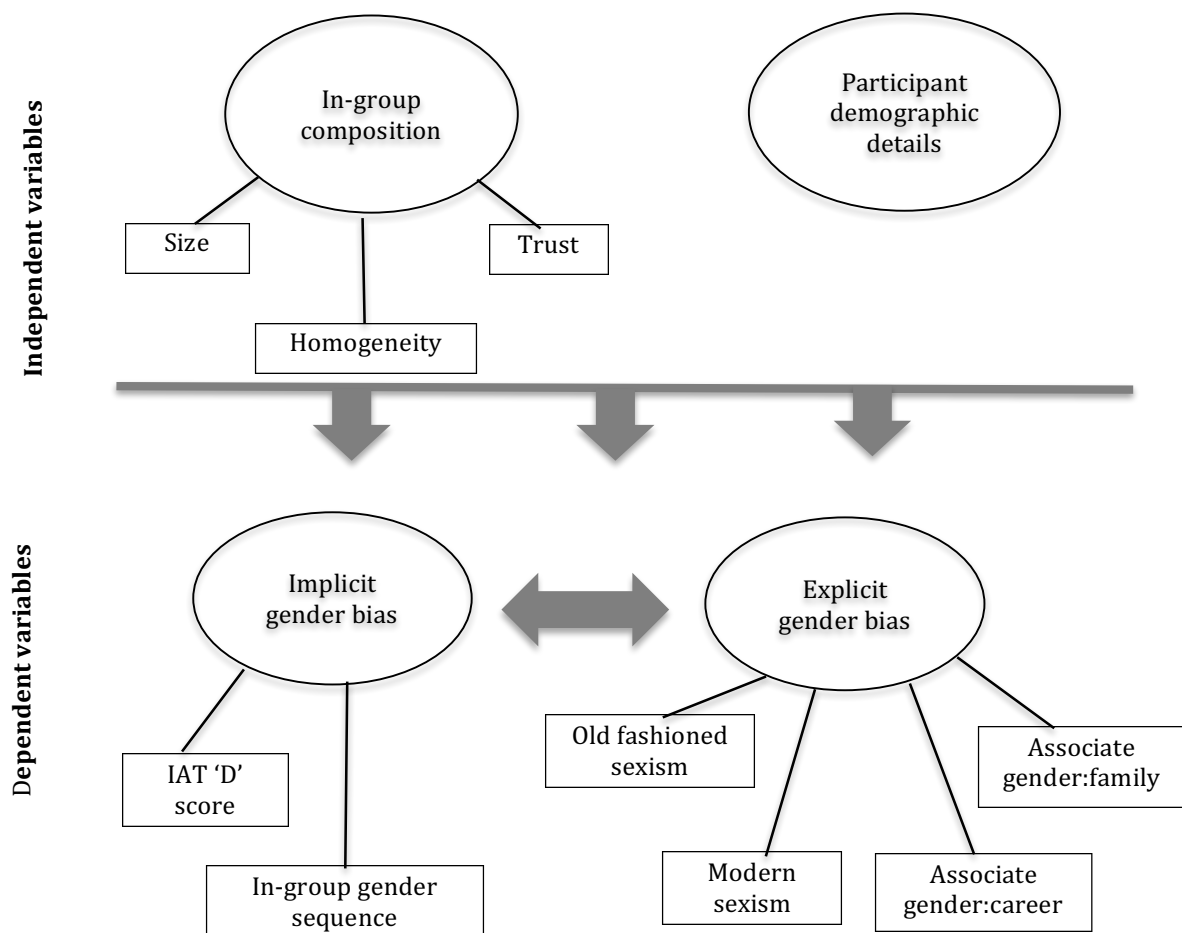 Independent variables
In-group
composition
Participant
demographic
details
Size
Trust
Homogeneity
Dependent variables
Implicit
gender bias
Explicit
gender bias
IAT ‘D’
score
In-group gender
sequence
Old fashioned
sexism
Modern
sexism
Associate
gender:career
Associate
gender:family